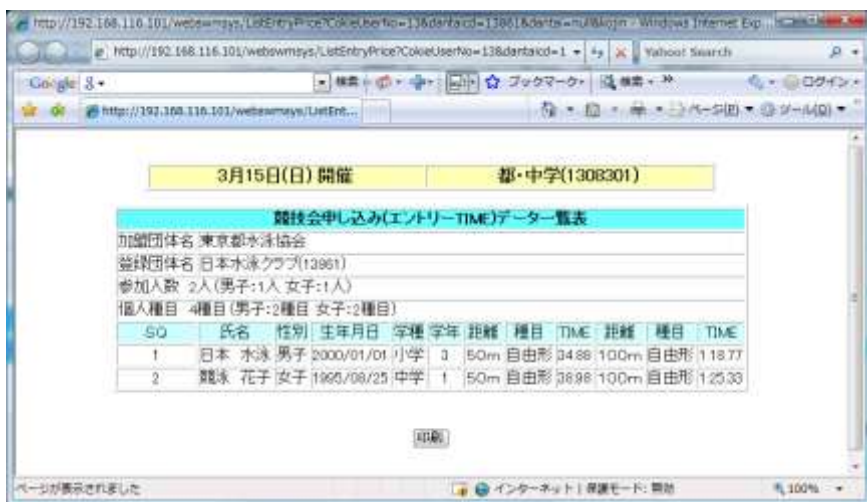 http://192.168.116.101/webswmsys/ListEntryPrice?CokieUserNo=138&dantaicd=13861&dantai=null&kojin - Windows Internet Exp...
http://192.168.116.101/webswmsys/ListEntryPrice?CokieUserNo=138&dantaicd=1 Yahoo! Search
Google 検索 ブックマーク 検索 ログイン
http://192.168.116.101/webswmsys/ListEnt... ページ(P) ツール(O)
3月15日(日) 開催 都・中学(1308301)
競技会申し込み(エントリーTIME)データ一覧表
加盟団体名 東京都水泳協会
登録団体名 日本水泳クラブ(13861)
参加人数 2人(男子:1人 女子:1人)
個人種目 4種目(男子:2種目 女子:2種目)
SQ 氏名 性別 生年月日 学種 学年 距離 種目 TIME 距離 種目 TIME
1 日本 水泳 男子 2000/01/01 小学 3 50m 自由形 34.88 100m 自由形 1:18.77
2 競泳 花子 女子 1995/08/25 中学 1 50m 自由形 38.98 100m 自由形 1:25.33
印刷
ページが表示されました インターネット | 保護モード: 無効 100%